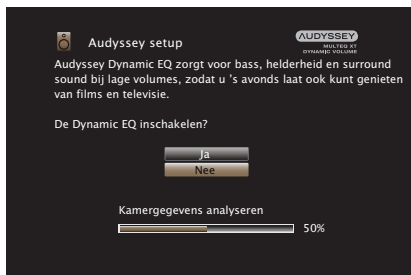 Audyssey setup
AUDYSSEY
MULTEQ XT
DYNAMIC VOLUME
Audyssey Dynamic EQ zorgt voor bass, helderheid en surround
sound bij lage volumes, zodat u 's avonds laat ook kunt genieten
van films en televisie.
De Dynamic EQ inschakelen?
Ja
Nee
Kamergegevens analyseren
50%